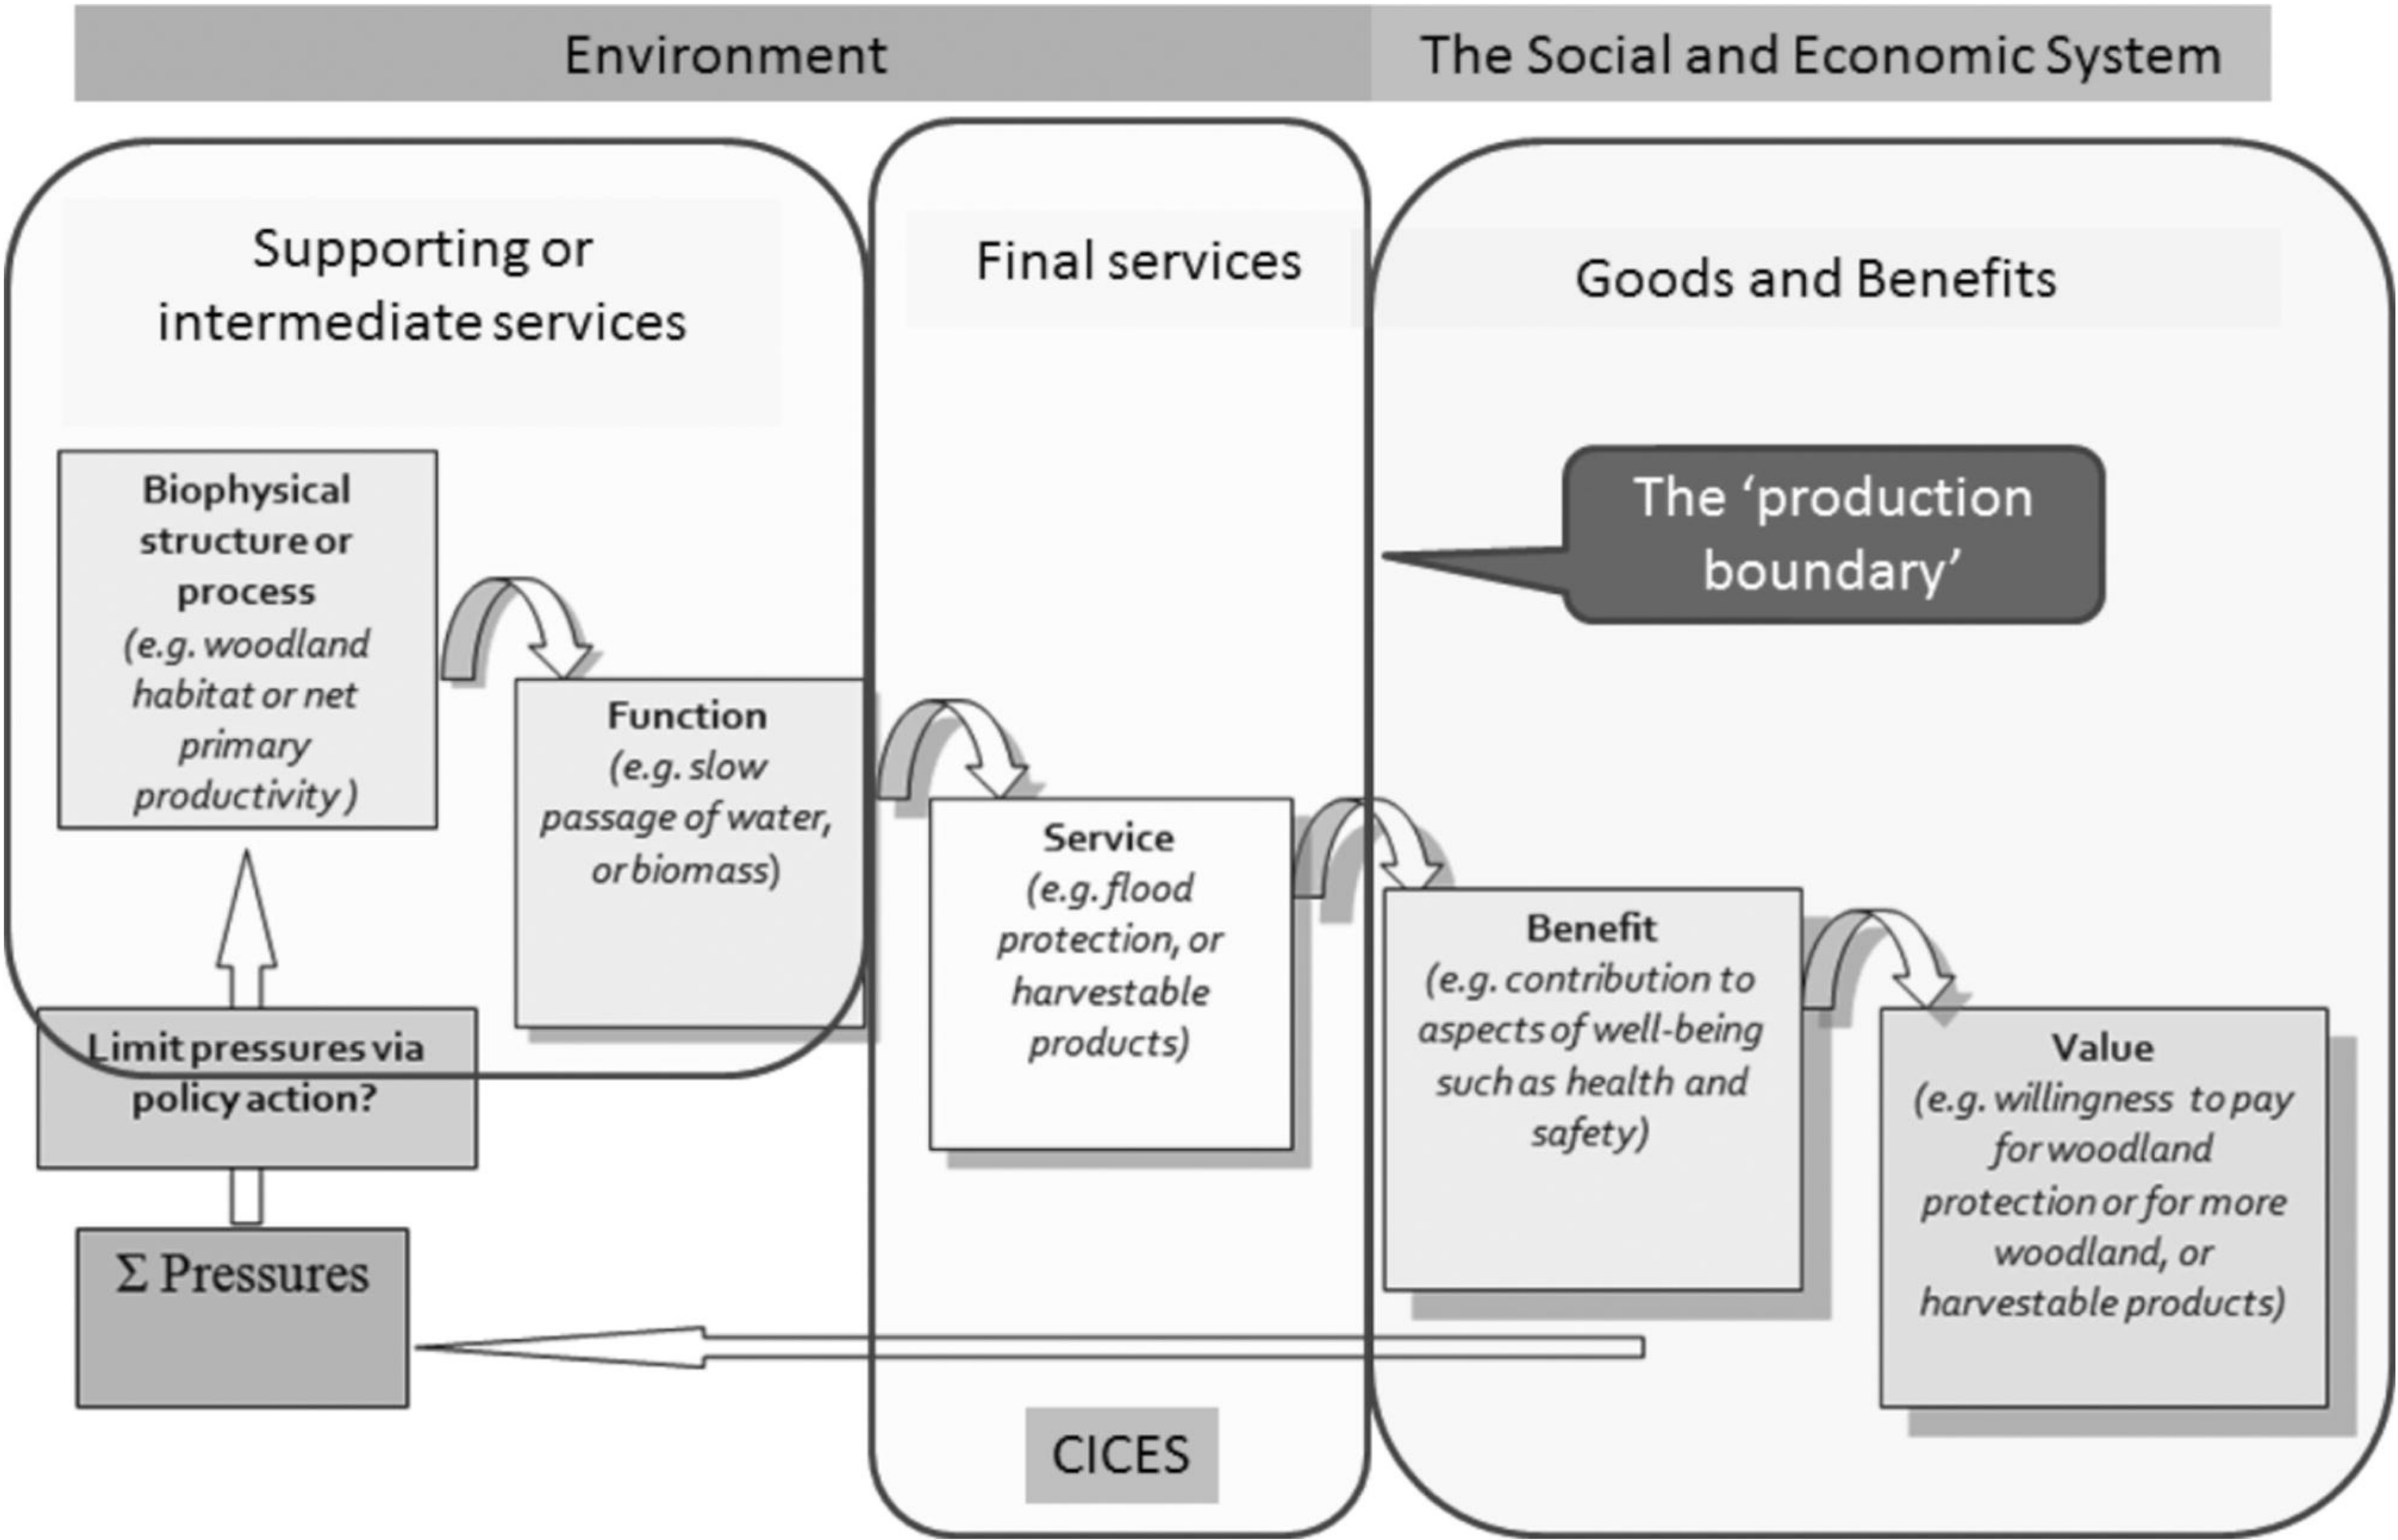 Environment
The Social and Economic System
Supporting or
intermediate services
Final services
Goods and Benefits
The ‘production
boundary’
Biophysical
structure or
process
(e.g. woodland
habitat or net
primary
productivity)
Function
(e.g. slow
passage of water,
or biomass)
Service
(e.g. flood
protection, or
harvestable
products)
Benefit
(e.g. contribution to
aspects of well-being
such as health and
safety)
Value
(e.g. willingness to pay
for woodland
protection or for more
woodland, or
harvestable products)
Limit pressures via
policy action?
Σ Pressures
CICES